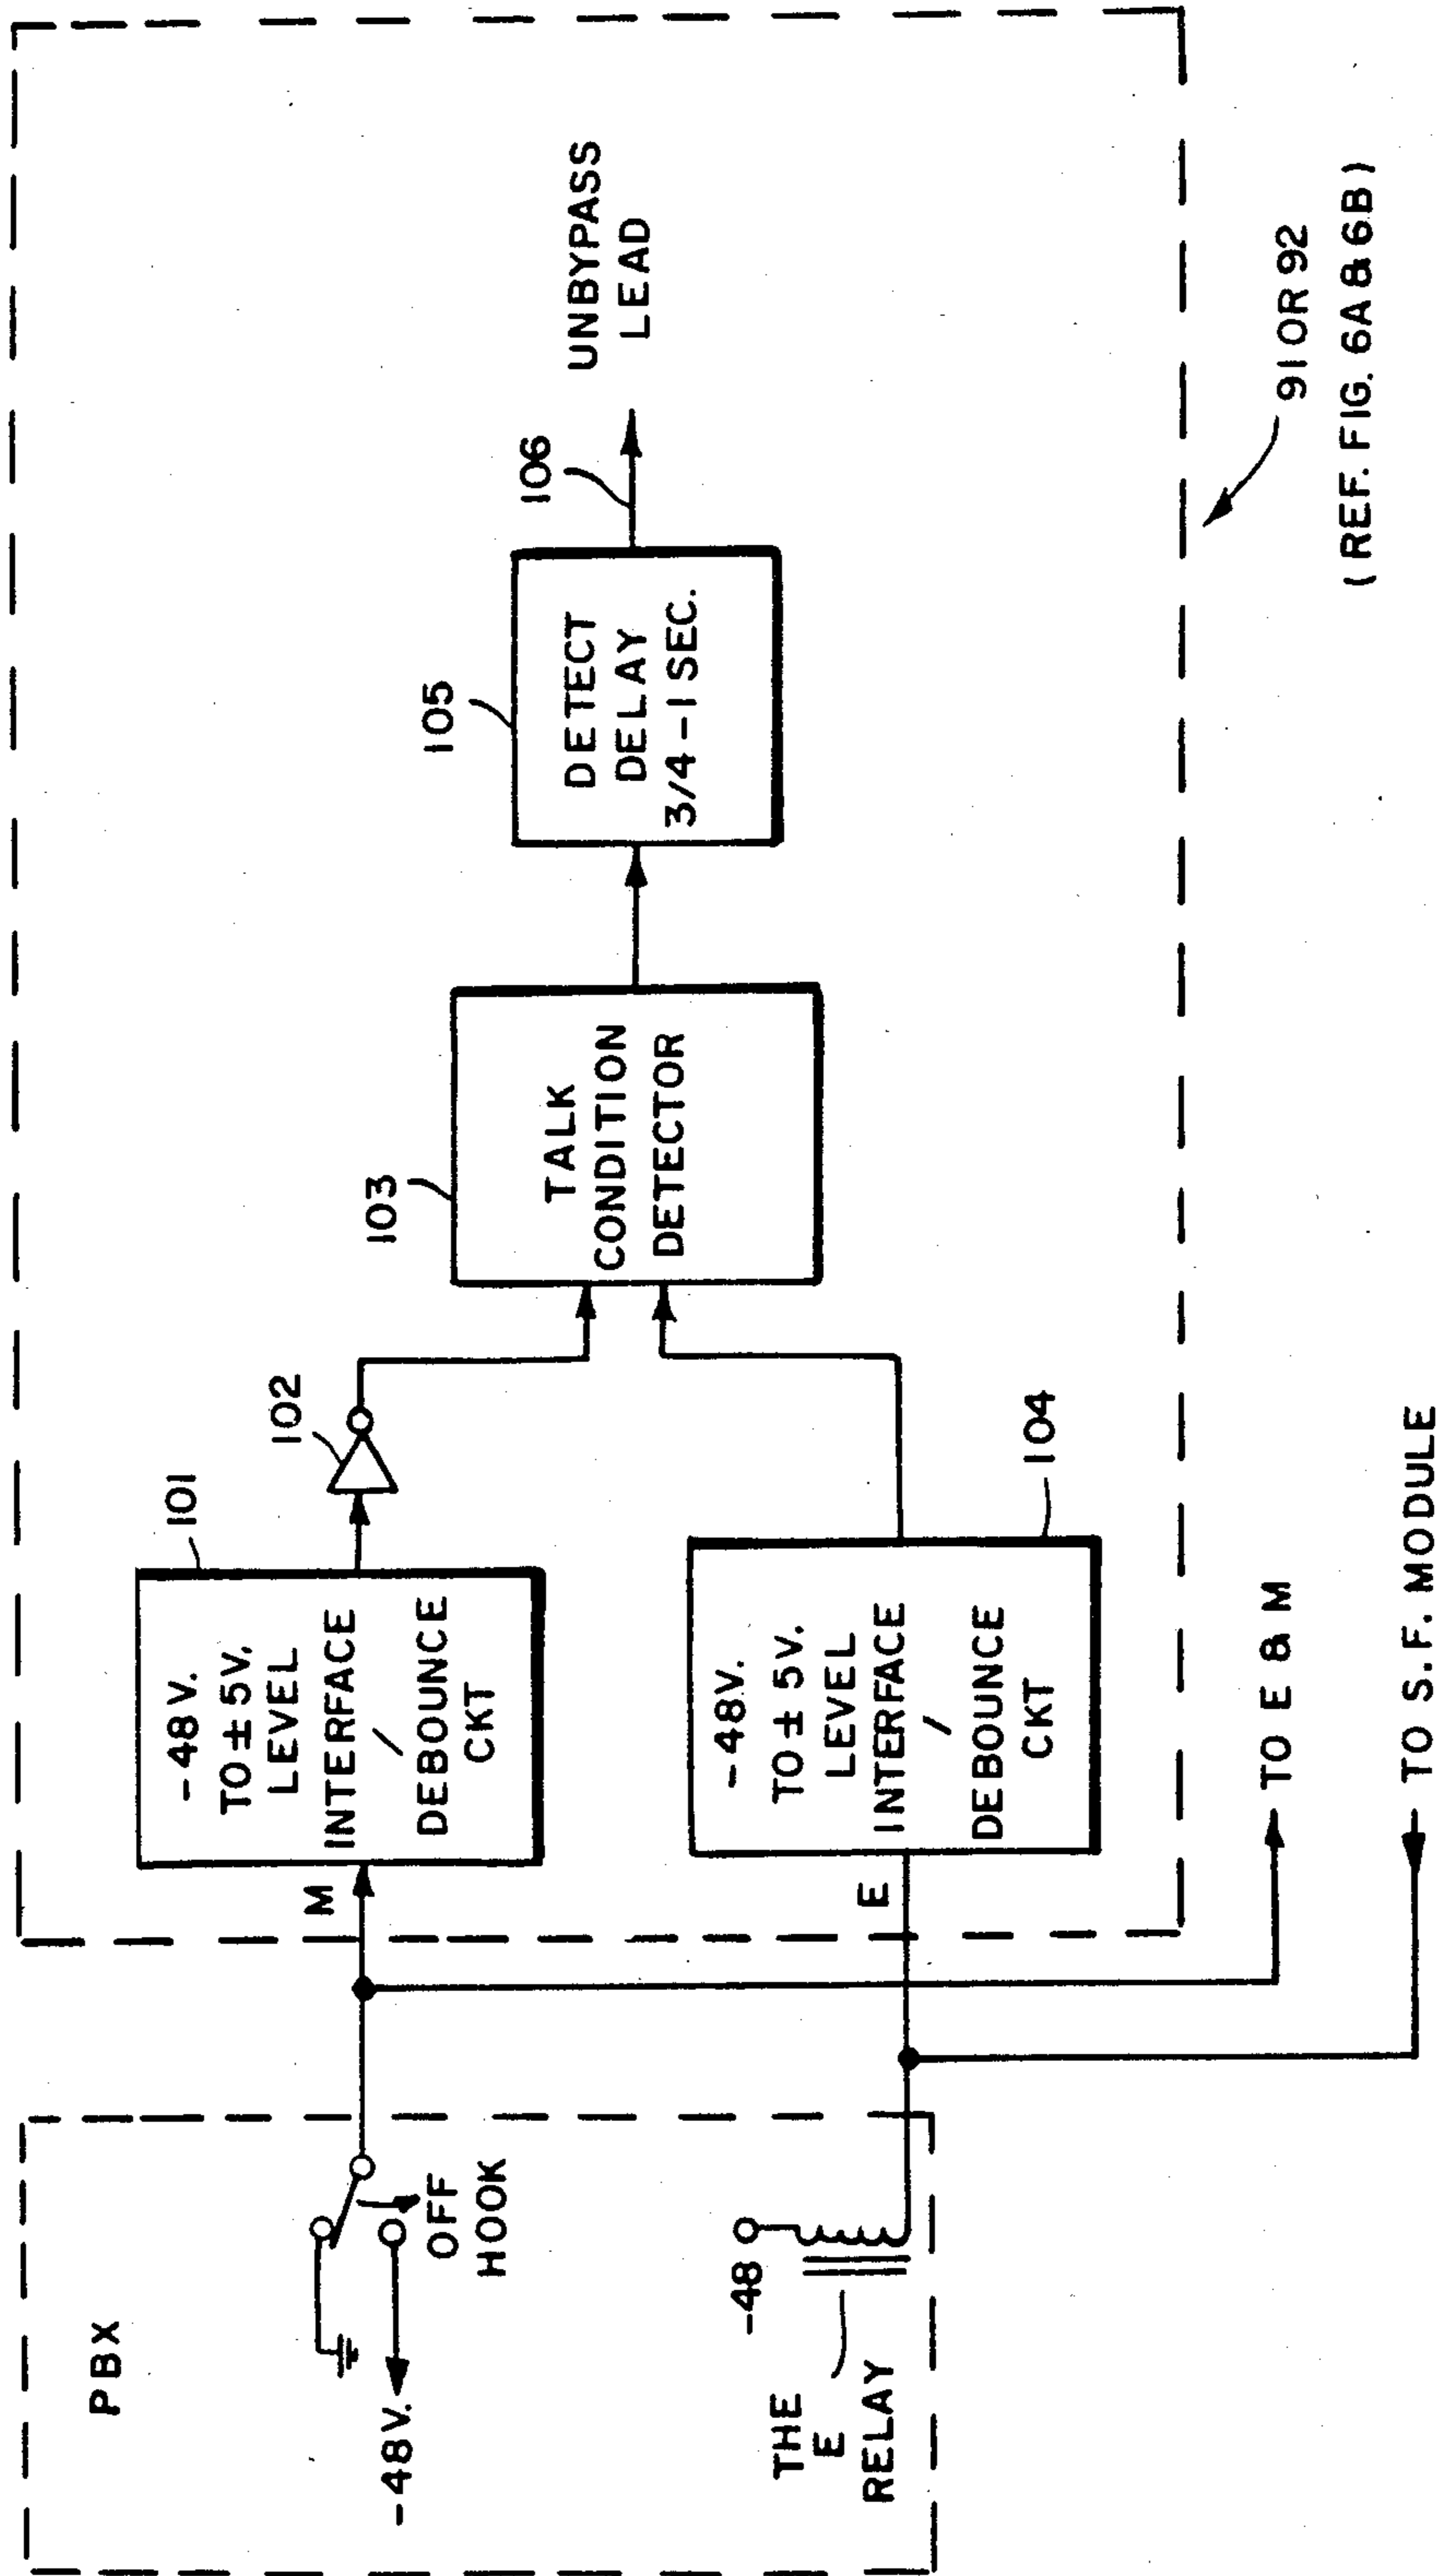 PBX
-48V.
OFF
HOOK
-48
THE
E
RELAY
M
E
101
-48V.
TO ± 5V.
LEVEL
INTERFACE
/
DEBOUNCE
CKT
102
104
-48V.
TO ± 5V.
LEVEL
INTERFACE
/
DEBOUNCE
CKT
103
TALK
CONDITION
DETECTOR
105
DETECT
DELAY
3/4-1 SEC.
106
UNBYPASS
LEAD
TO E & M
TO S.F. MODULE
91 OR 92
(REF. FIG. 6A & 6B)